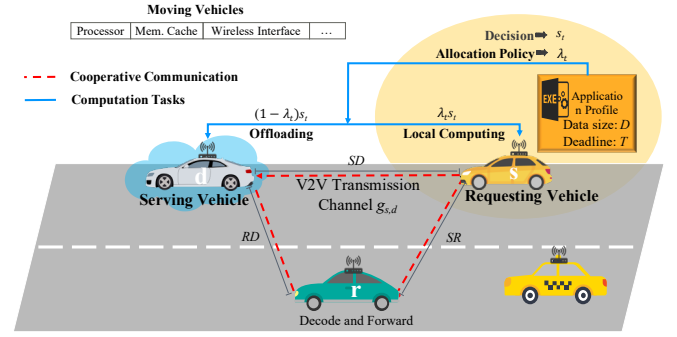 Moving Vehicles
Processor Mem. Cache Wireless Interface ...
Decision s_t
Allocation Policy λ_t
Cooperative Communication
Computation Tasks
EXE
Applicatio
n Profile
Data size: D
Deadline: T
(1 − λ_t)s_t
Offloading
λ_t s_t
Local Computing
SD
d
s
V2V Transmission
Channel g_{s,d}
Serving Vehicle
Requesting Vehicle
RD
SR
r
Decode and Forward